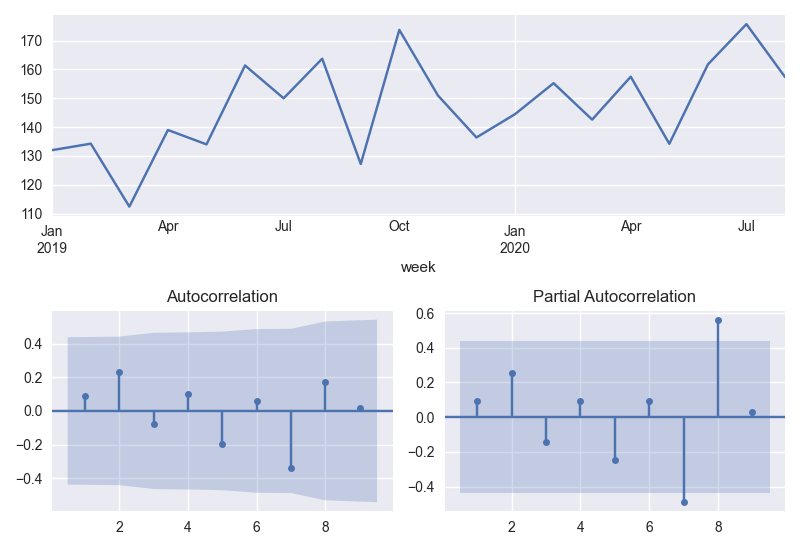 170
160
150
140
130
120
110
Jan
2019
Apr
Jul
Oct
Jan
2020
Apr
Jul
week
Autocorrelation
0.4
0.2
0.0
−0.2
−0.4
2 4 6 8
Partial Autocorrelation
0.6
0.4
0.2
0.0
−0.2
−0.4
2 4 6 8